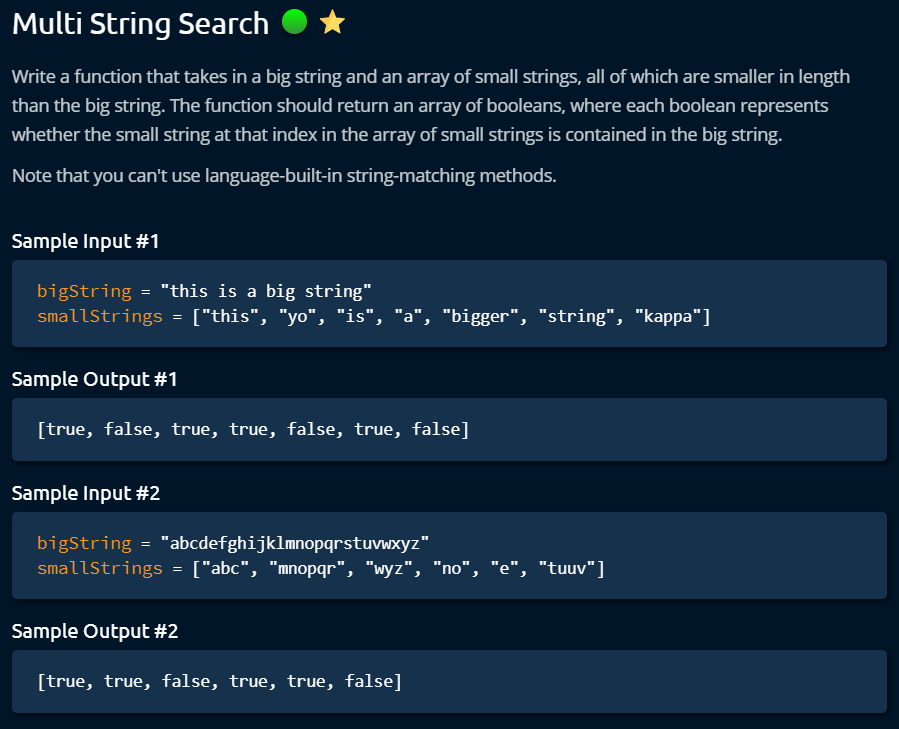 Multi String Search
Write a function that takes in a big string and an array of small strings, all of which are smaller in length
than the big string. The function should return an array of booleans, where each boolean represents
whether the small string at that index in the array of small strings is contained in the big string.
Note that you can't use language-built-in string-matching methods.
Sample Input #1
bigString = "this is a big string"
smallStrings = ["this", "yo", "is", "a", "bigger", "string", "kappa"]
Sample Output #1
[true, false, true, true, false, true, false]
Sample Input #2
bigString = "abcdefghijklmnopqrstuvwxyz"
smallStrings = ["abc", "mnopqr", "wyz", "no", "e", "tuuv"]
Sample Output #2
[true, true, false, true, true, false]